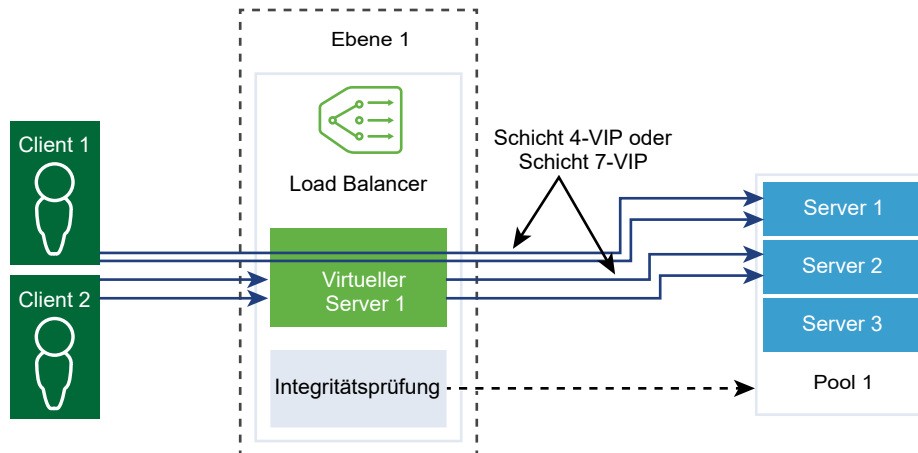 Ebene 1
Client 1
Load Balancer
Schicht 4-VIP oder
Schicht 7-VIP
Server 1
Virtueller
Server 1
Server 2
Client 2
Server 3
Integritätsprüfung
Pool 1